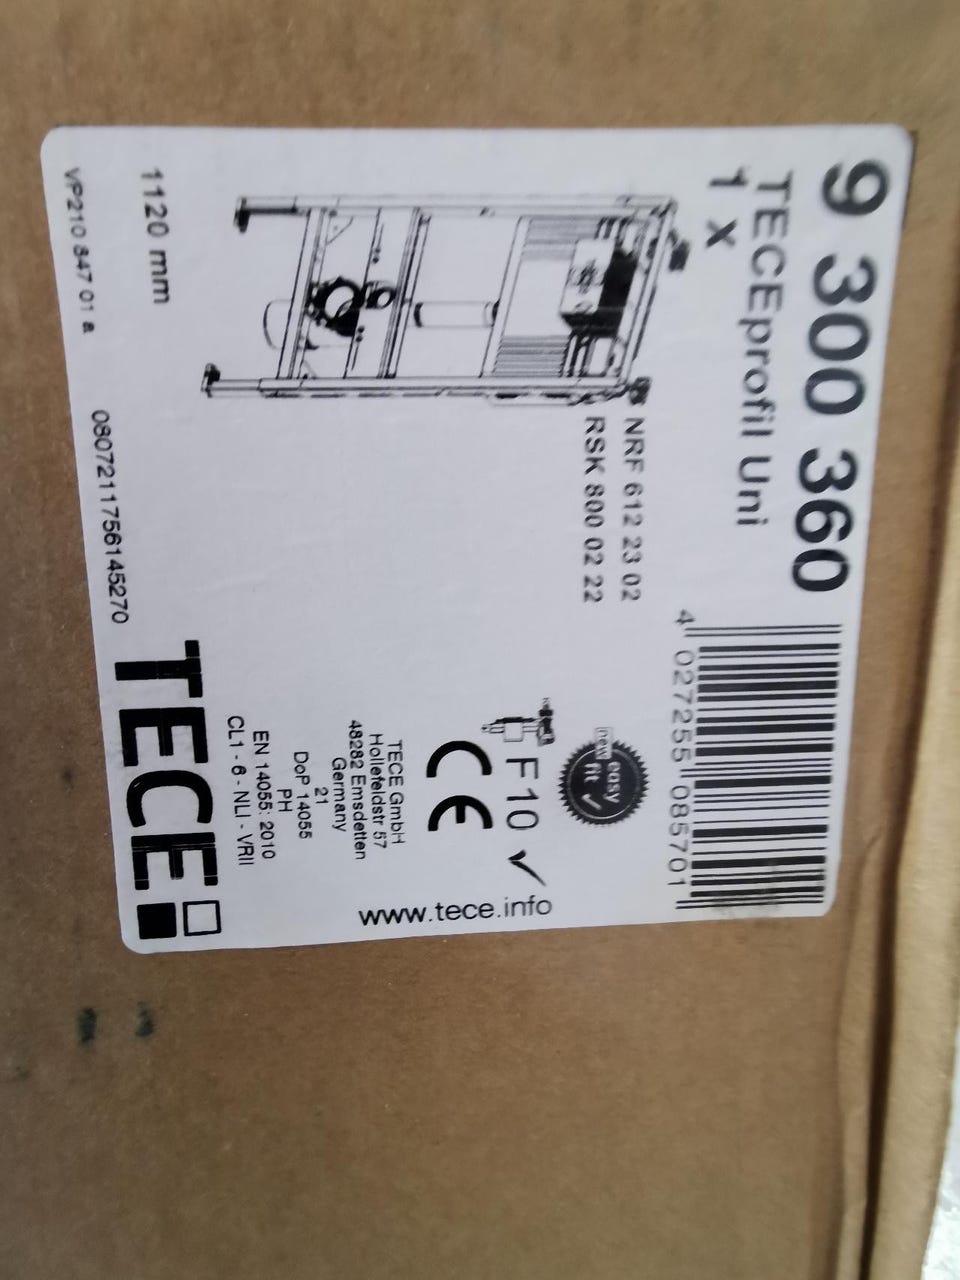 9 300 360
TECEprofil Uni
1 x
4 027255 085701
NRF 612 23 02
RSK 800 02 22
new
easy
fit
F10
CE
www.tece.info
TECE GmbH
Hollefeldstr 57
48282 Emsdetten
Germany
21
DoP 14055
PH
EN 14055: 2010
CL1 - 6 - NLI - VRII
1120 mm
VP210 847 01 a
0807211756145270
TECE